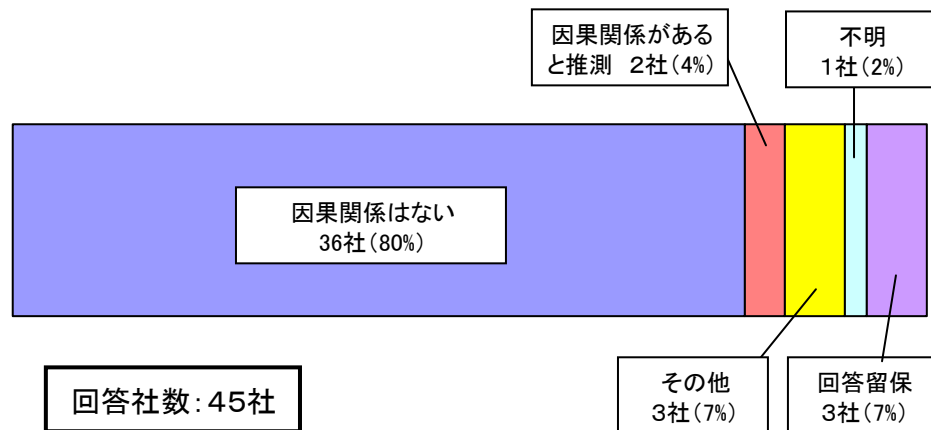 因果関係がある
と推測　２社(4%)
不明
１社(2%)
因果関係はない
36社(80%)
その他
３社(7%)
回答留保
３社(7%)
回答社数：４５社